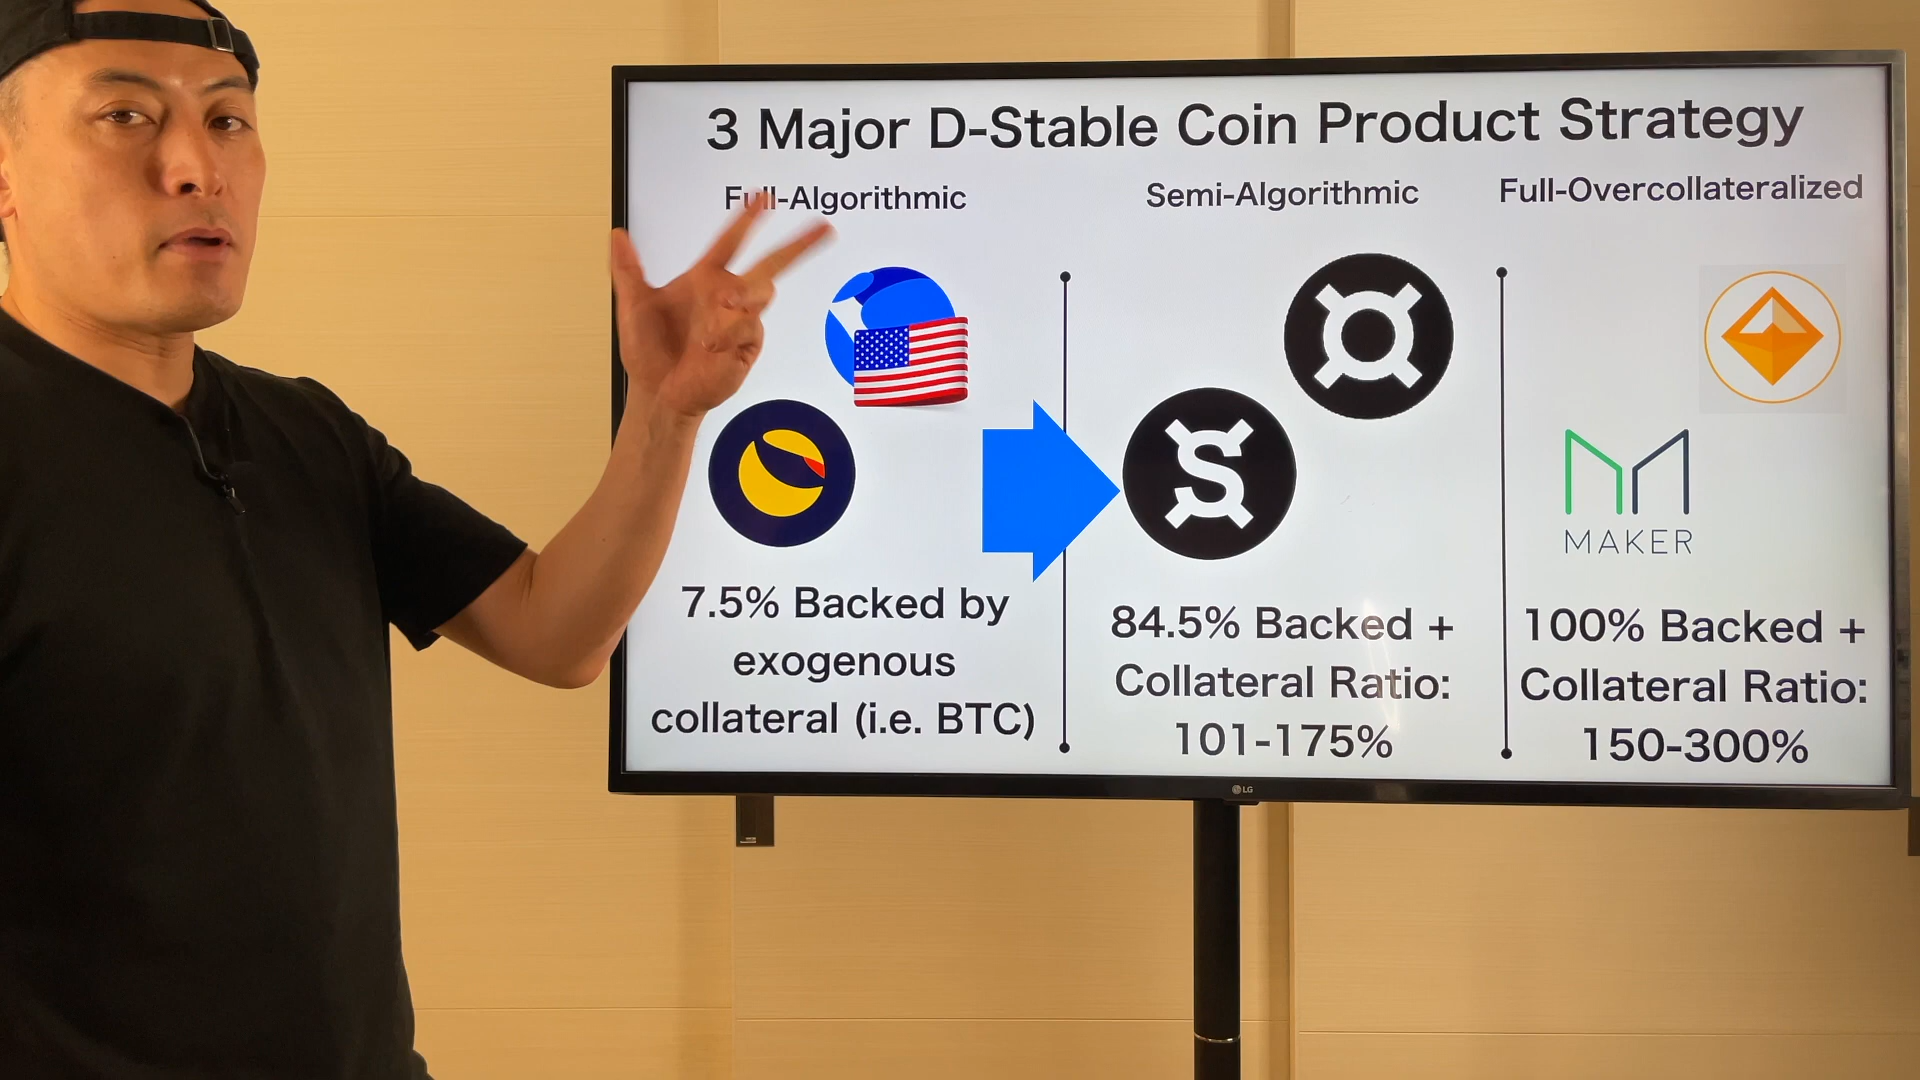 3 Major D-Stable Coin Product Strategy
Full-Algorithmic
Semi-Algorithmic
Full-Overcollateralized
MAKER
7.5% Backed by
exogenous
collateral (i.e. BTC)
84.5% Backed +
Collateral Ratio:
101-175%
100% Backed +
Collateral Ratio:
150-300%
LG